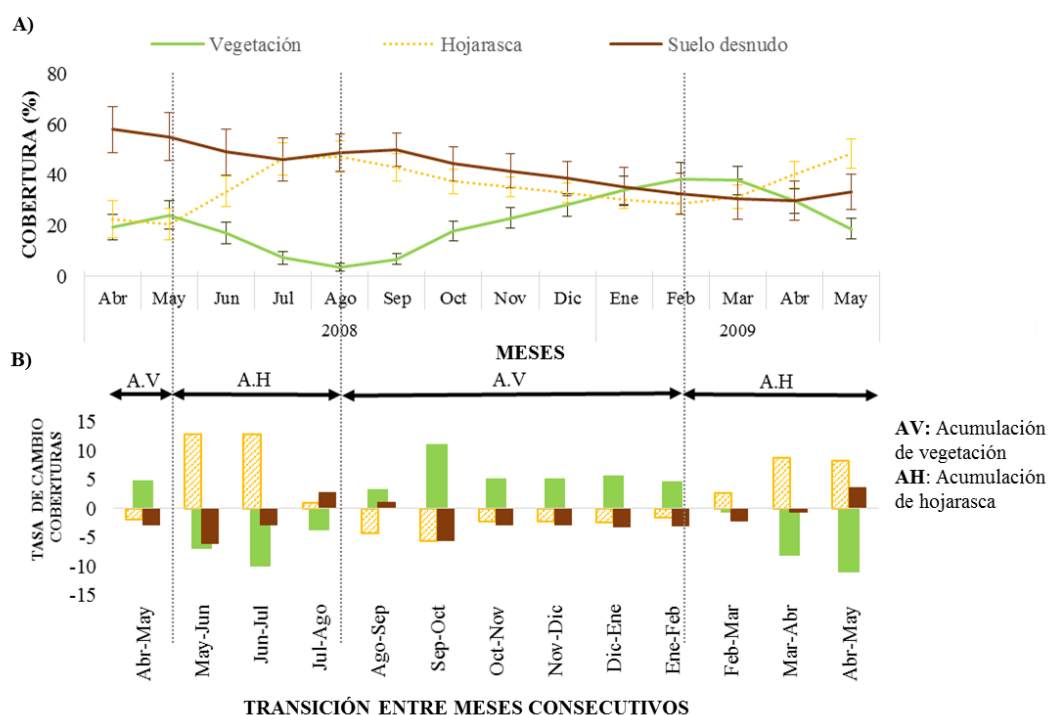 A)
Vegetación Hojarasca Suelo desnudo
COBERTURA (%)
80
60
40
20
0
Abr May Jun Jul Ago Sep Oct Nov Dic Ene Feb Mar Abr May
2008 2009
MESES
B)
A.V A.H A.V A.H
TASA DE CAMBIO
COBERTURAS
15
10
5
0
-5
-10
-15
AV: Acumulación
de vegetación
AH: Acumulación
de hojarasca
Abr-May May-Jun Jun-Jul Jul-Ago Ago-Sep Sep-Oct Oct-Nov Nov-Dic Dic-Ene Ene-Feb Feb-Mar Mar-Abr Abr-May
TRANSICIÓN ENTRE MESES CONSECUTIVOS